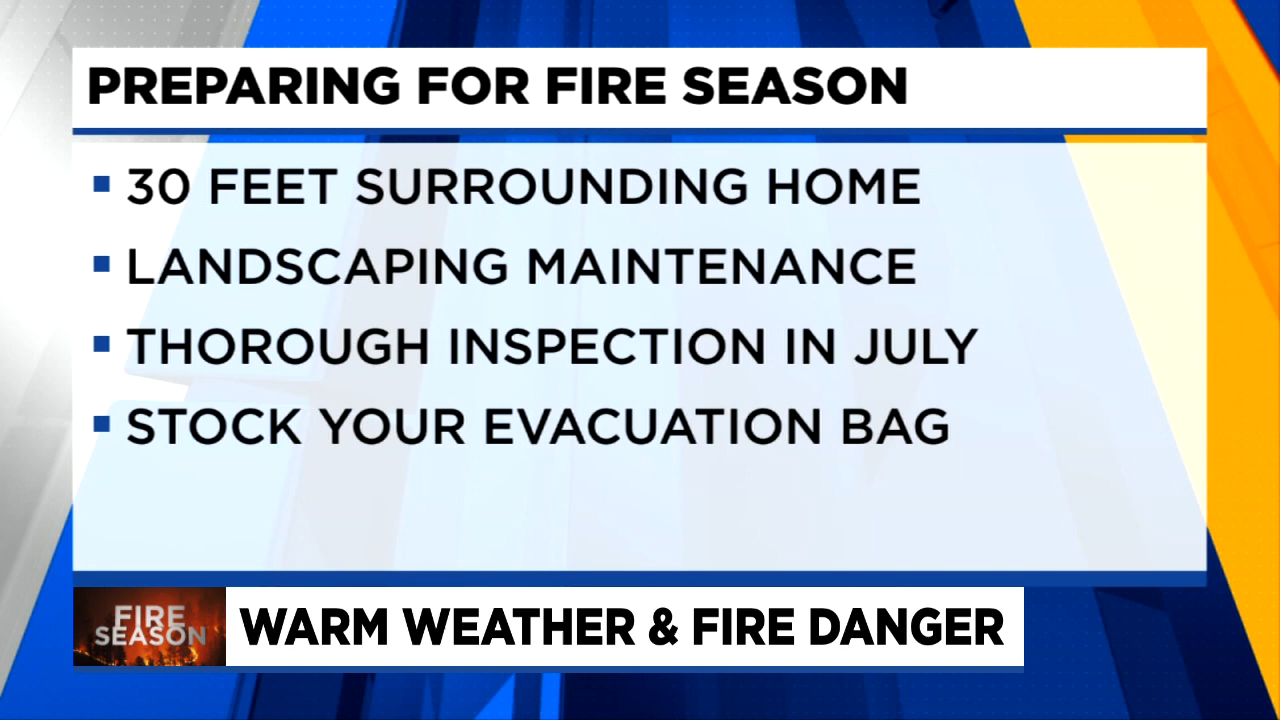 PREPARING FOR FIRE SEASON
30 FEET SURROUNDING HOME
LANDSCAPING MAINTENANCE
THOROUGH INSPECTION IN JULY
STOCK YOUR EVACUATION BAG
FIRE
SEASON
WARM WEATHER & FIRE DANGER